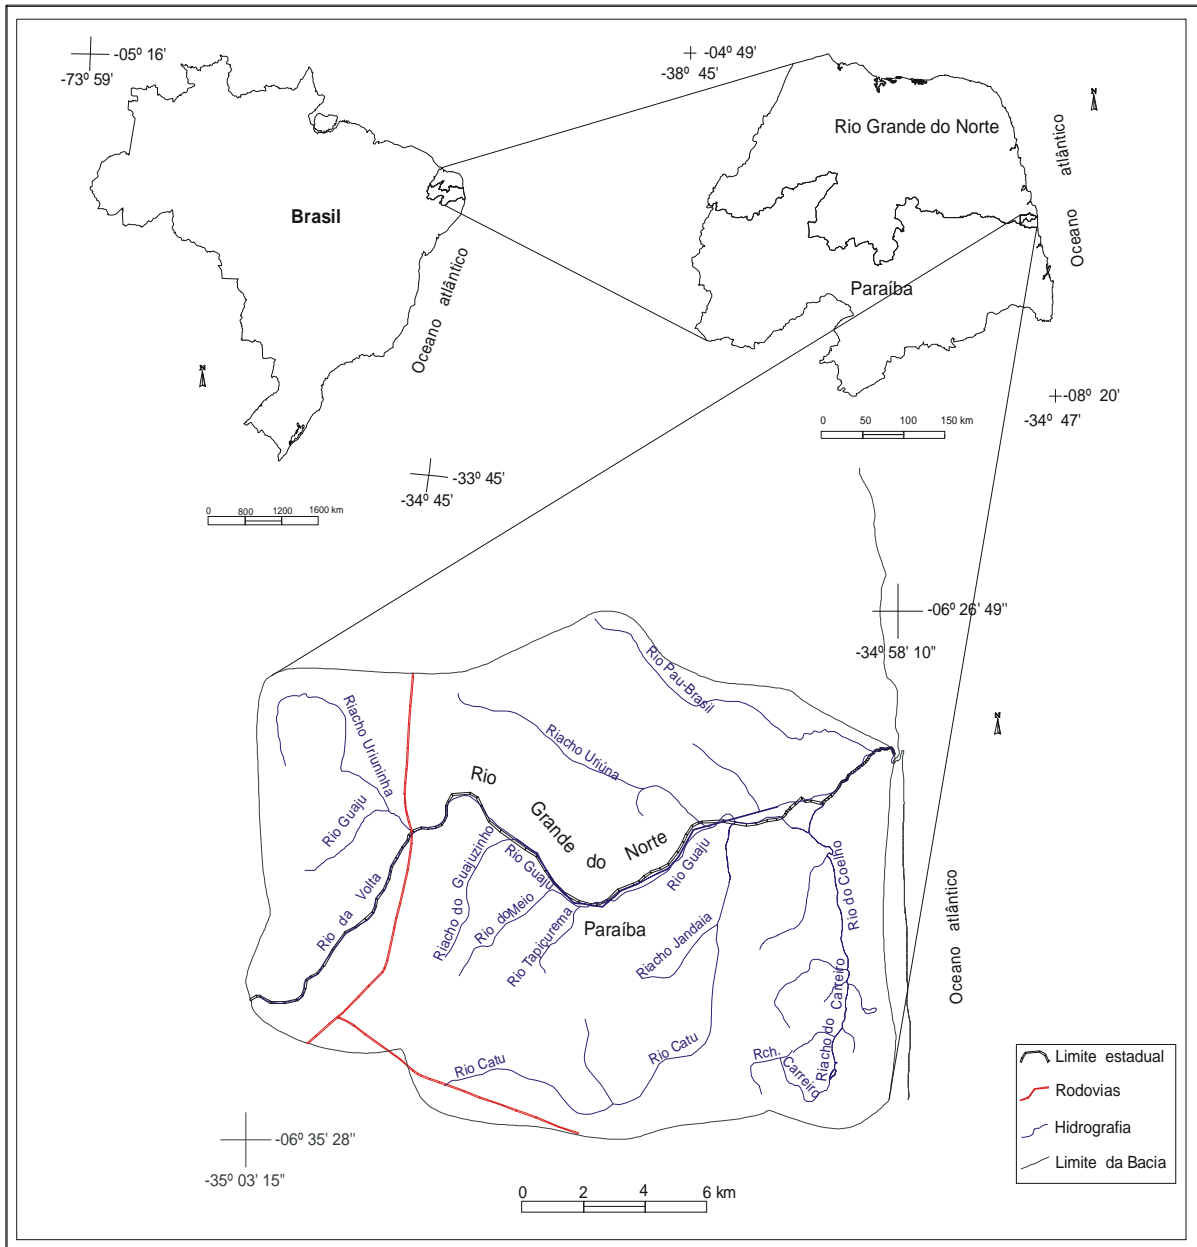 -05º 16'
-73º 59'
Brasil
Oceano atlântico
N
-33º 45'
-34º 45'
0 800 1200 1600 km
-04º 49'
-38º 45'
N
Rio Grande do Norte
Oceano atlântico
Paraíba
-08º 20'
-34º 47'
0 50 100 150 km
-06º 26' 49"
-34º 58' 10"
N
Rio Pau-Brasil
Riacho Uriuninha
Riacho Uriúna
Rio Guaju
Rio Grande do Norte
Rio da Volta
Riacho do Guajuzinho
Rio Guaju
Rio do Meio
Rio Tapicurema
Rio Guaju
Paraíba
Riacho Jandaia
Rio do Coelho
Oceano atlântico
Riacho do Carreiro
Rch. Carreiro
Rio Catu
Rio Catu
Limite estadual
Rodovias
Hidrografia
Limite da Bacia
-06º 35' 28"
-35º 03' 15"
0 2 4 6 km